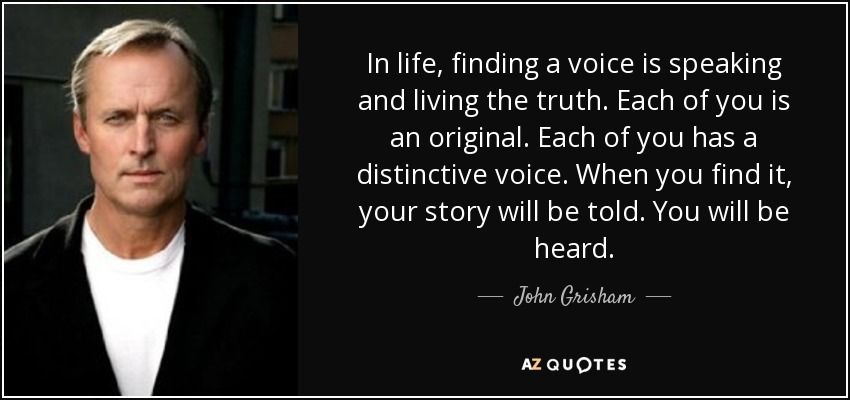 In life, finding a voice is speaking
and living the truth. Each of you is
an original. Each of you has a
distinctive voice. When you find it,
your story will be told. You will be
heard.
John Grisham
AZ QUOTES